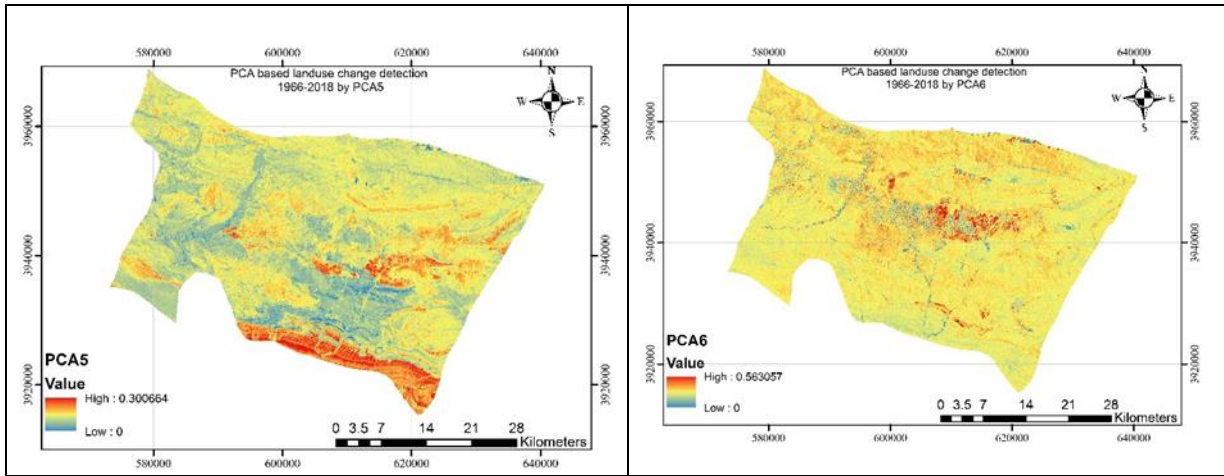 580000 600000 620000 640000
PCA based landuse change detection
1966-2018 by PCA5
N
W E
S
3960000 3960000
3940000 3940000
3920000 3920000
PCA5
Value
High : 0.300664
Low : 0
0 3.5 7 14 21 28
Kilometers
580000 600000 620000 640000
580000 600000 620000 640000
PCA based landuse change detection
1966-2018 by PCA6
N
W E
S
3960000 3960000
3940000 3940000
3920000 3920000
PCA6
Value
High : 0.563057
Low : 0
0 3.5 7 14 21 28
Kilometers
580000 600000 620000 640000